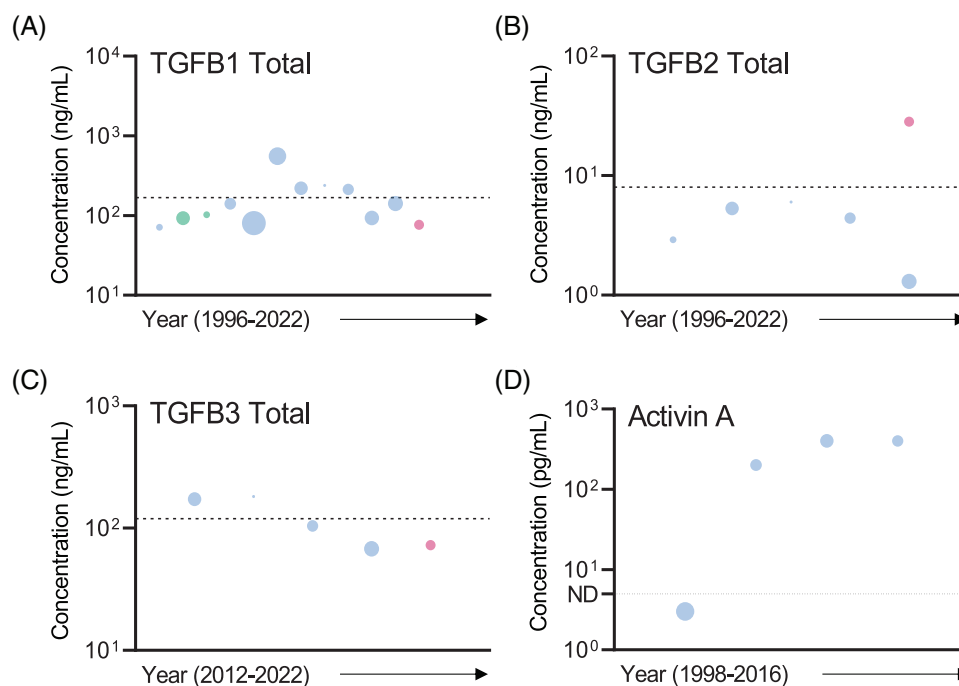 (A)
TGFB1 Total
Concentration (ng/mL)
10⁴
10³
10²
10¹
Year (1996-2022)
(B)
TGFB2 Total
Concentration (ng/mL)
10²
10¹
10⁰
Year (1996-2022)
(C)
TGFB3 Total
Concentration (ng/mL)
10³
10²
10¹
Year (2012-2022)
(D)
Activin A
Concentration (pg/mL)
10³
10²
10¹
ND
10⁰
Year (1998-2016)